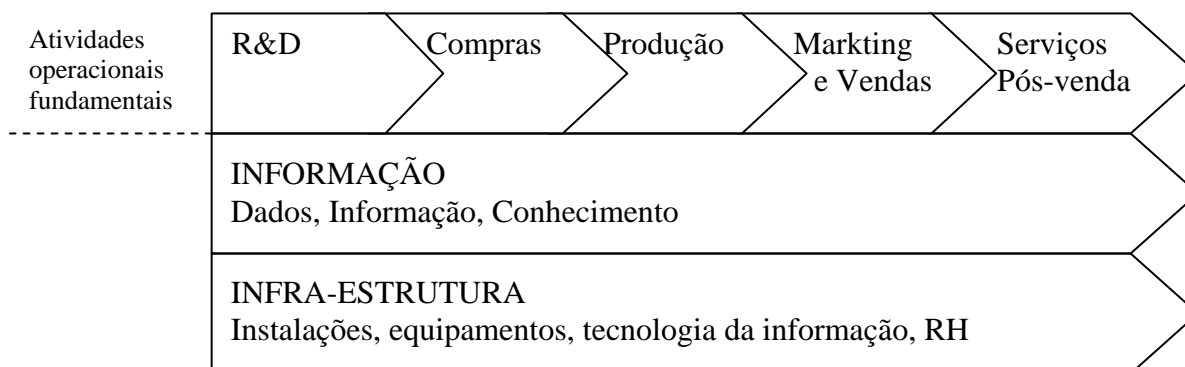 Atividades
operacionais
fundamentais
R&D
Compras
Produção
Markting
e Vendas
Serviços
Pós-venda
INFORMAÇÃO
Dados, Informação, Conhecimento
INFRA-ESTRUTURA
Instalações, equipamentos, tecnologia da informação, RH